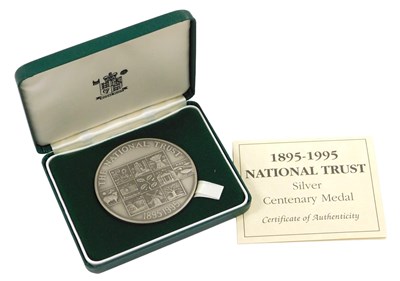 THE NATIONAL TRUST
1895-1995
NATIONAL TRUST
Silver
Centenary Medal
Certificate of Authenticity